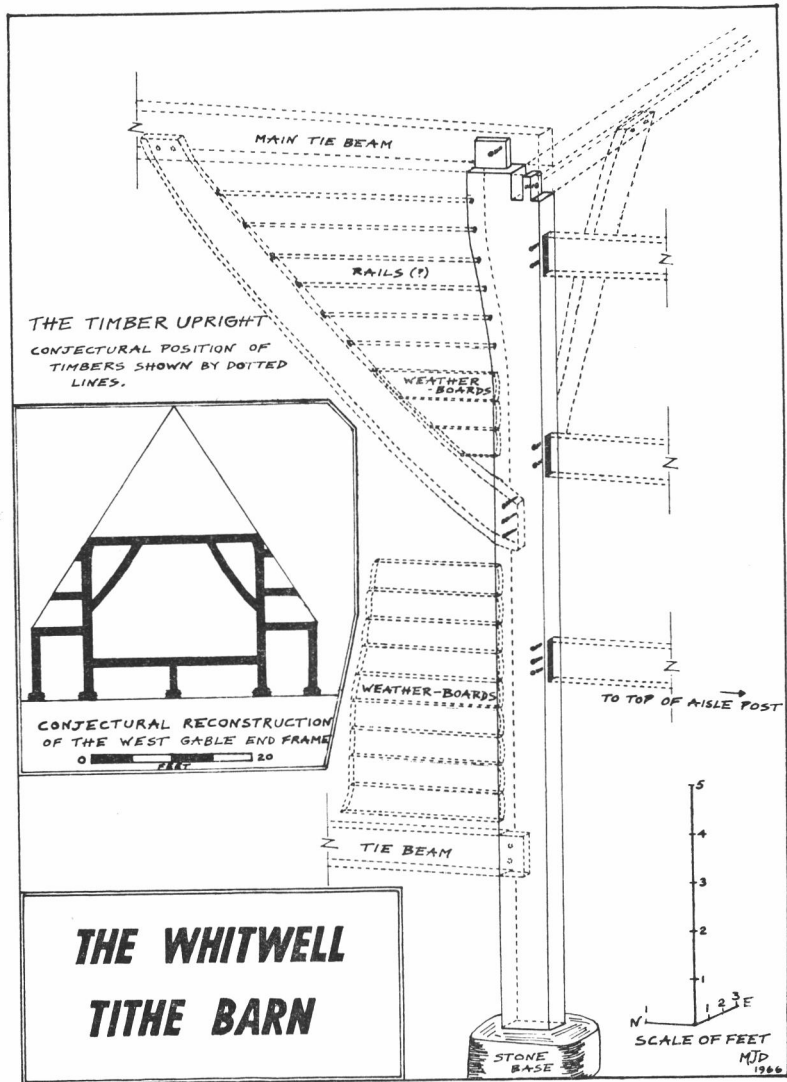 MAIN TIE BEAM
RAILS (?)
THE TIMBER UPRIGHT
CONJECTURAL POSITION OF
TIMBERS SHOWN BY DOTTED
LINES.
WEATHER
-BOARDS
WEATHER-BOARDS
TO TOP OF AISLE POST
CONJECTURAL RECONSTRUCTION
OF THE WEST GABLE END FRAME
0 20
FEET
TIE BEAM
5
4
3
2
1
N 1 1 2 3 E
SCALE OF FEET
MJD
1966
THE WHITWELL
TITHE BARN
STONE
BASE